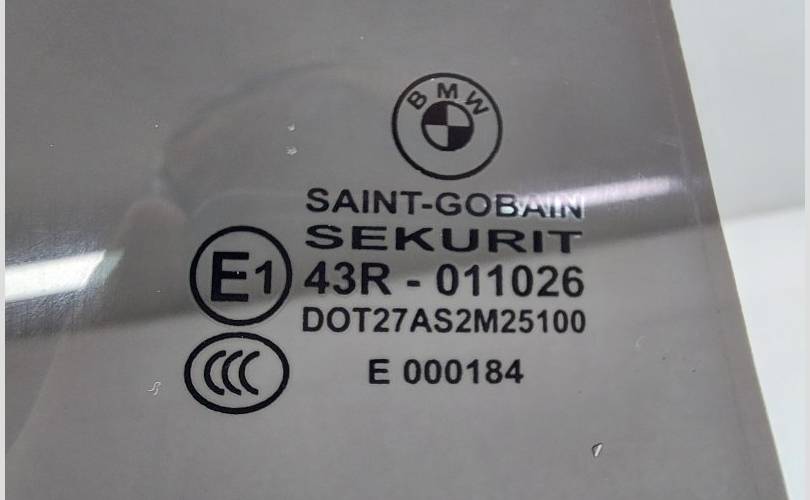 BMW
SAINT-GOBAIN
SEKURIT
E1 43R - 011026
DOT27AS2M25100
CCC E 000184